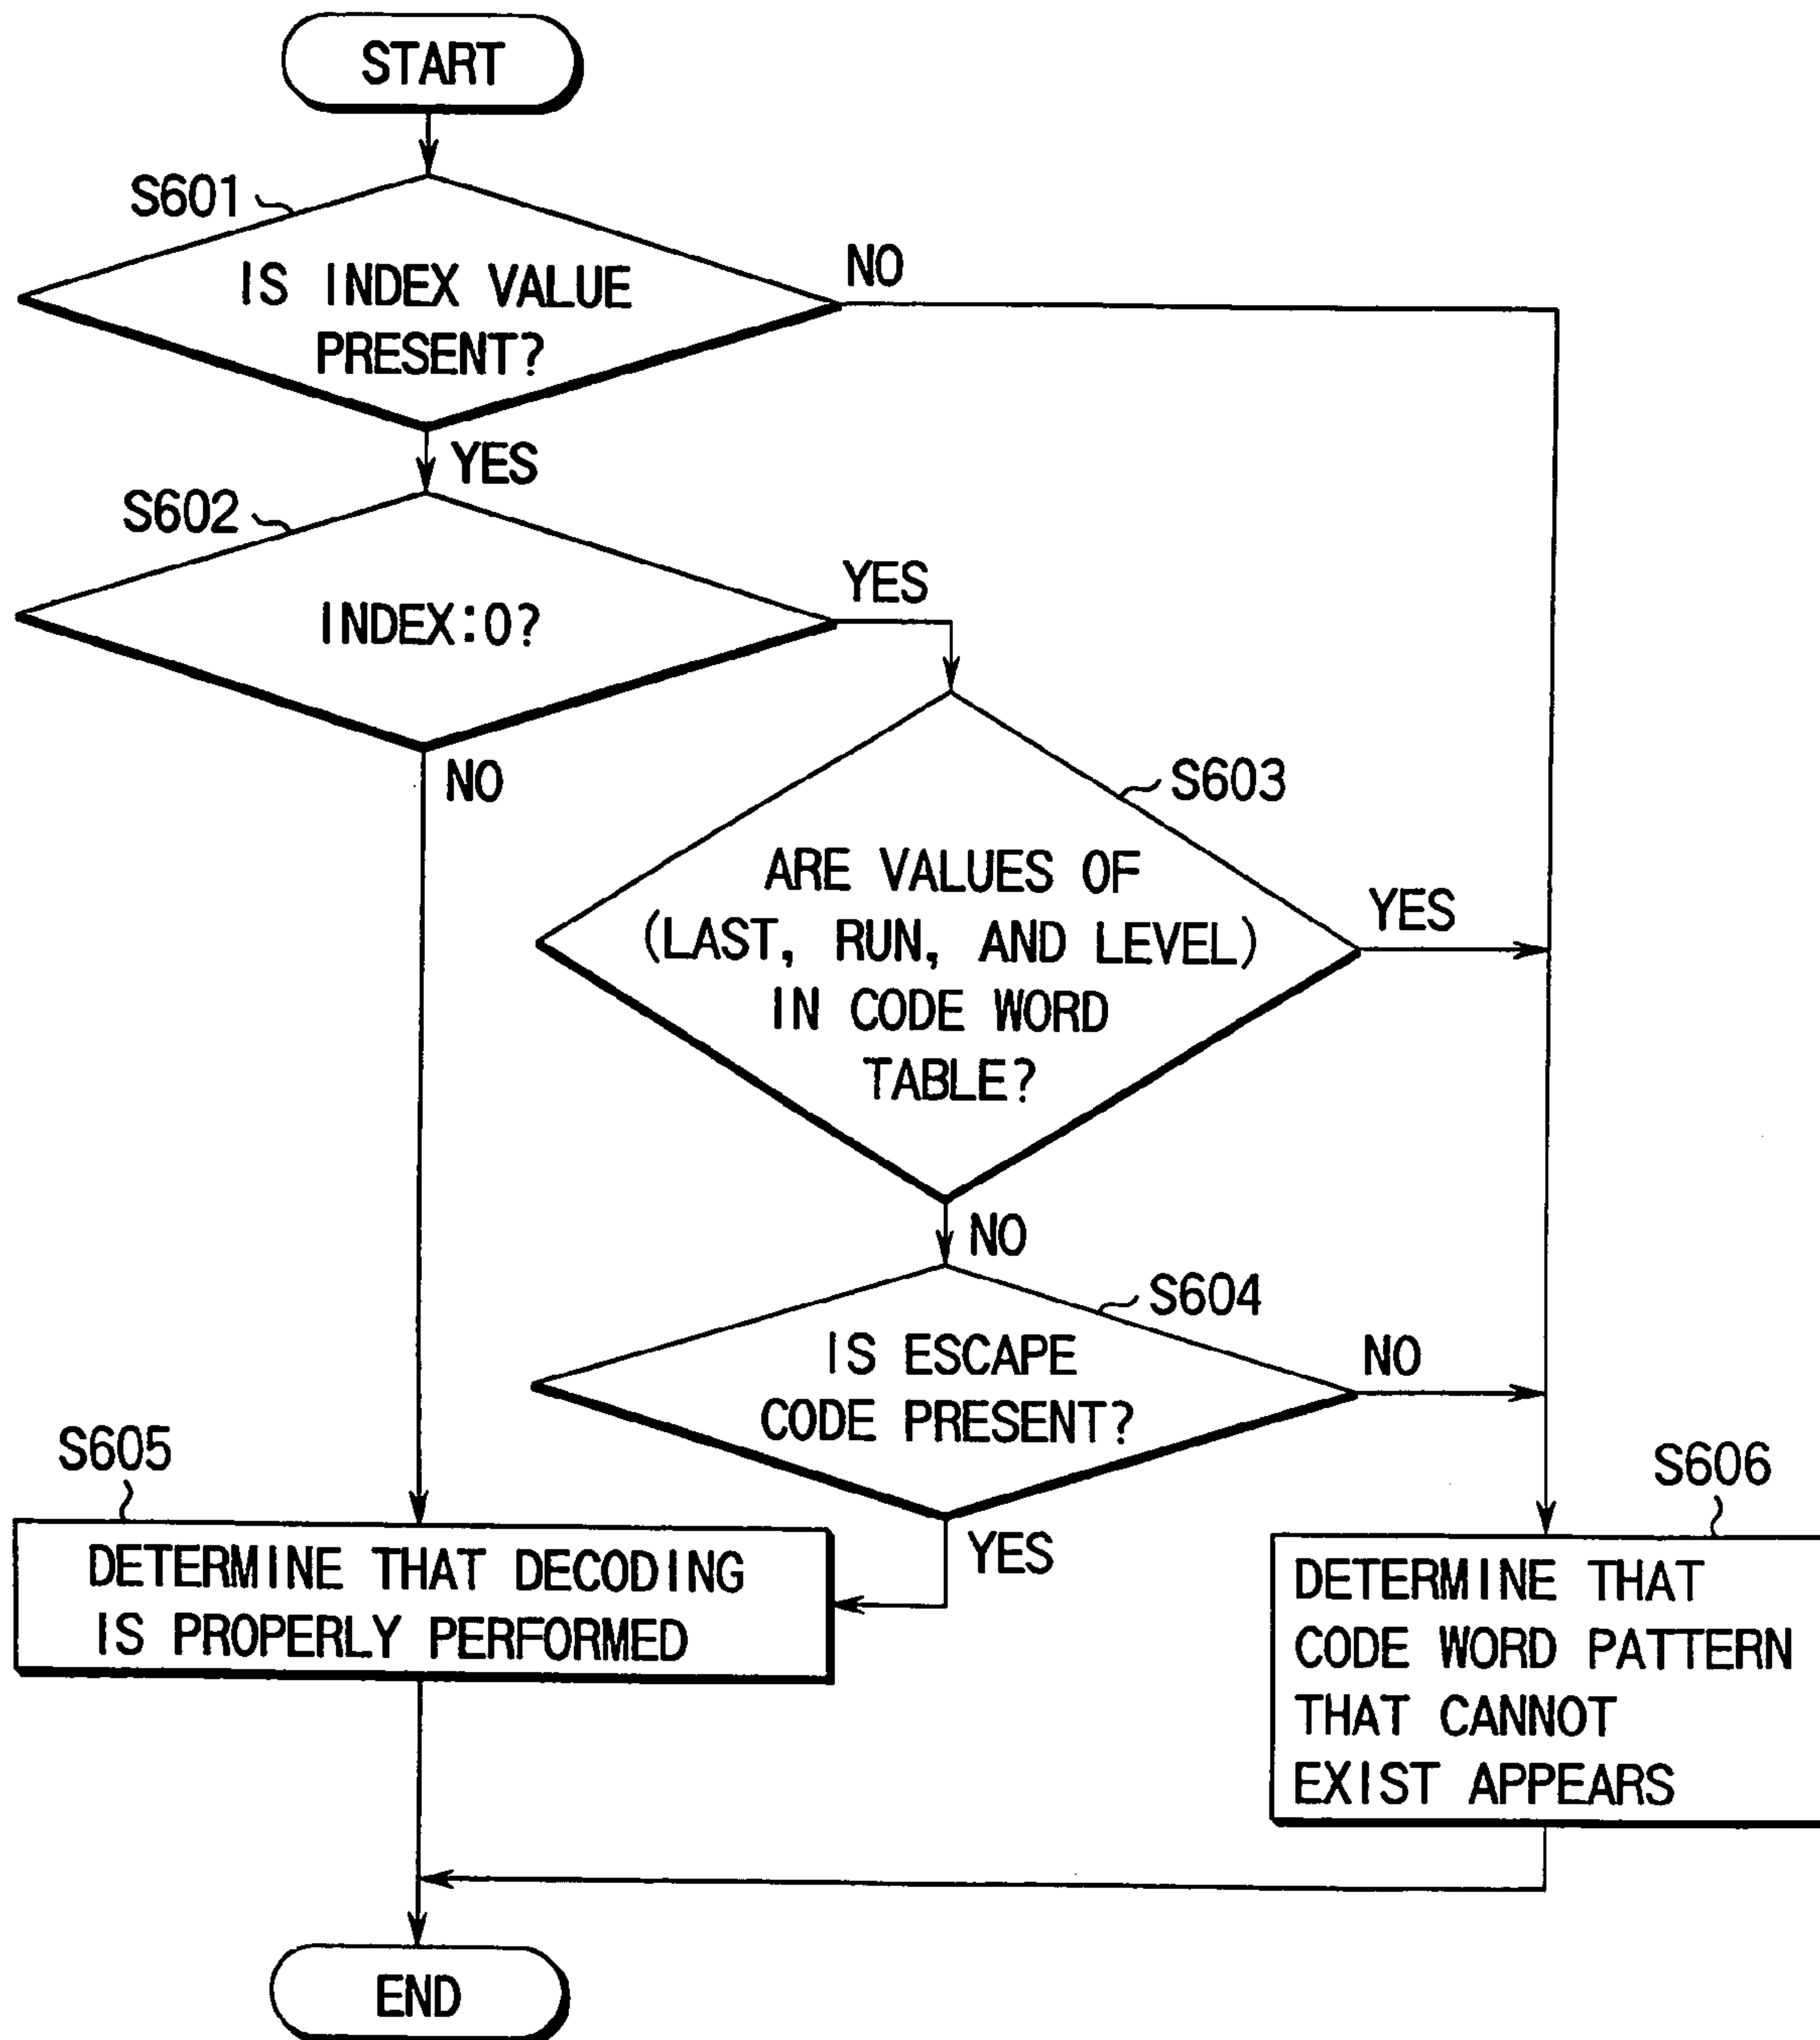 START
S601
IS INDEX VALUE
PRESENT?
NO
YES
S602
INDEX:0?
YES
NO
S603
ARE VALUES OF
(LAST, RUN, AND LEVEL)
IN CODE WORD
TABLE?
YES
NO
S604
IS ESCAPE
CODE PRESENT?
NO
YES
S605
DETERMINE THAT DECODING
IS PROPERLY PERFORMED
S606
DETERMINE THAT
CODE WORD PATTERN
THAT CANNOT
EXIST APPEARS
END